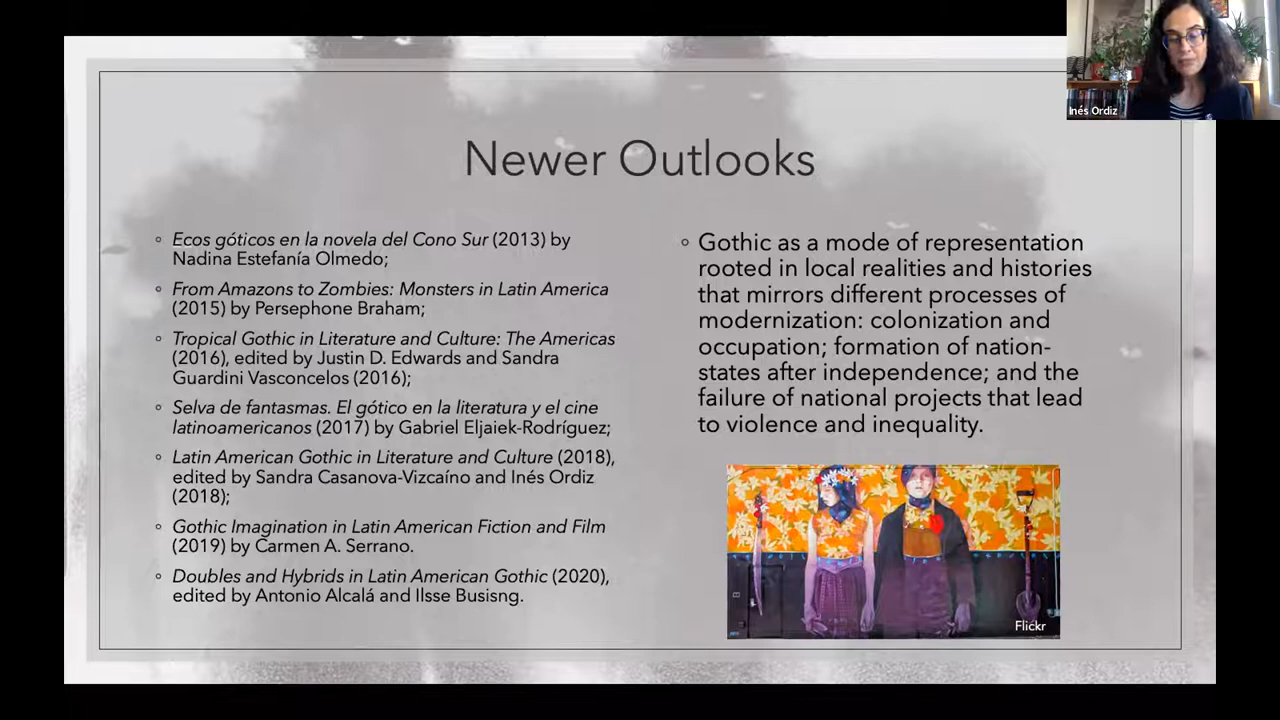 Inés Ordiz
Newer Outlooks
Ecos góticos en la novela del Cono Sur (2013) by
Nadina Estefanía Olmedo;
From Amazons to Zombies: Monsters in Latin America
(2015) by Persephone Braham;
Tropical Gothic in Literature and Culture: The Americas
(2016), edited by Justin D. Edwards and Sandra
Guardini Vasconcelos (2016);
Selva de fantasmas. El gótico en la literatura y el cine
latinoamericanos (2017) by Gabriel Eljaiek-Rodríguez;
Latin American Gothic in Literature and Culture (2018),
edited by Sandra Casanova-Vizcaíno and Inés Ordiz
(2018);
Gothic Imagination in Latin American Fiction and Film
(2019) by Carmen A. Serrano.
Doubles and Hybrids in Latin American Gothic (2020),
edited by Antonio Alcalá and Ilsse Busisng.
Gothic as a mode of representation
rooted in local realities and histories
that mirrors different processes of
modernization: colonization and
occupation; formation of nation-
states after independence; and the
failure of national projects that lead
to violence and inequality.
Flickr